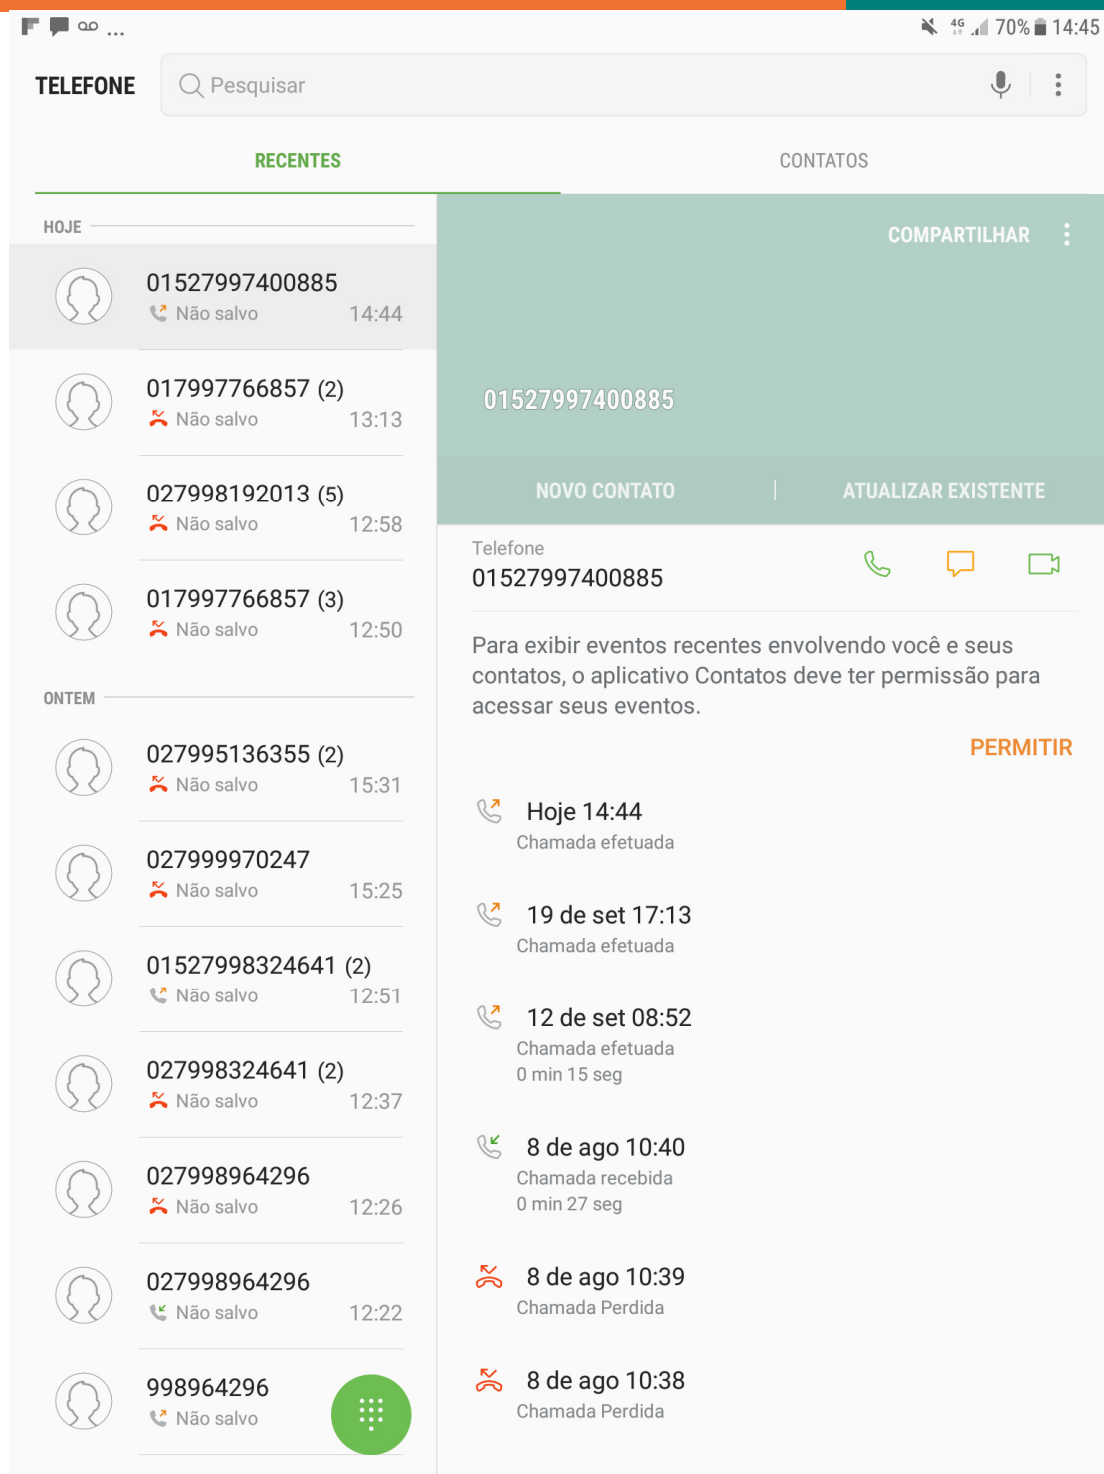 ... 4G 70% 14:45
TELEFONE Pesquisar
RECENTES CONTATOS
HOJE
01527997400885
Não salvo 14:44
017997766857 (2)
Não salvo 13:13
027998192013 (5)
Não salvo 12:58
017997766857 (3)
Não salvo 12:50
ONTEM
027995136355 (2)
Não salvo 15:31
027999970247
Não salvo 15:25
01527998324641 (2)
Não salvo 12:51
027998324641 (2)
Não salvo 12:37
027998964296
Não salvo 12:26
027998964296
Não salvo 12:22
998964296
Não salvo
COMPARTILHAR
01527997400885
NOVO CONTATO | ATUALIZAR EXISTENTE
Telefone
01527997400885
Para exibir eventos recentes envolvendo você e seus
contatos, o aplicativo Contatos deve ter permissão para
acessar seus eventos.
PERMITIR
Hoje 14:44
Chamada efetuada
19 de set 17:13
Chamada efetuada
12 de set 08:52
Chamada efetuada
0 min 15 seg
8 de ago 10:40
Chamada recebida
0 min 27 seg
8 de ago 10:39
Chamada Perdida
8 de ago 10:38
Chamada Perdida